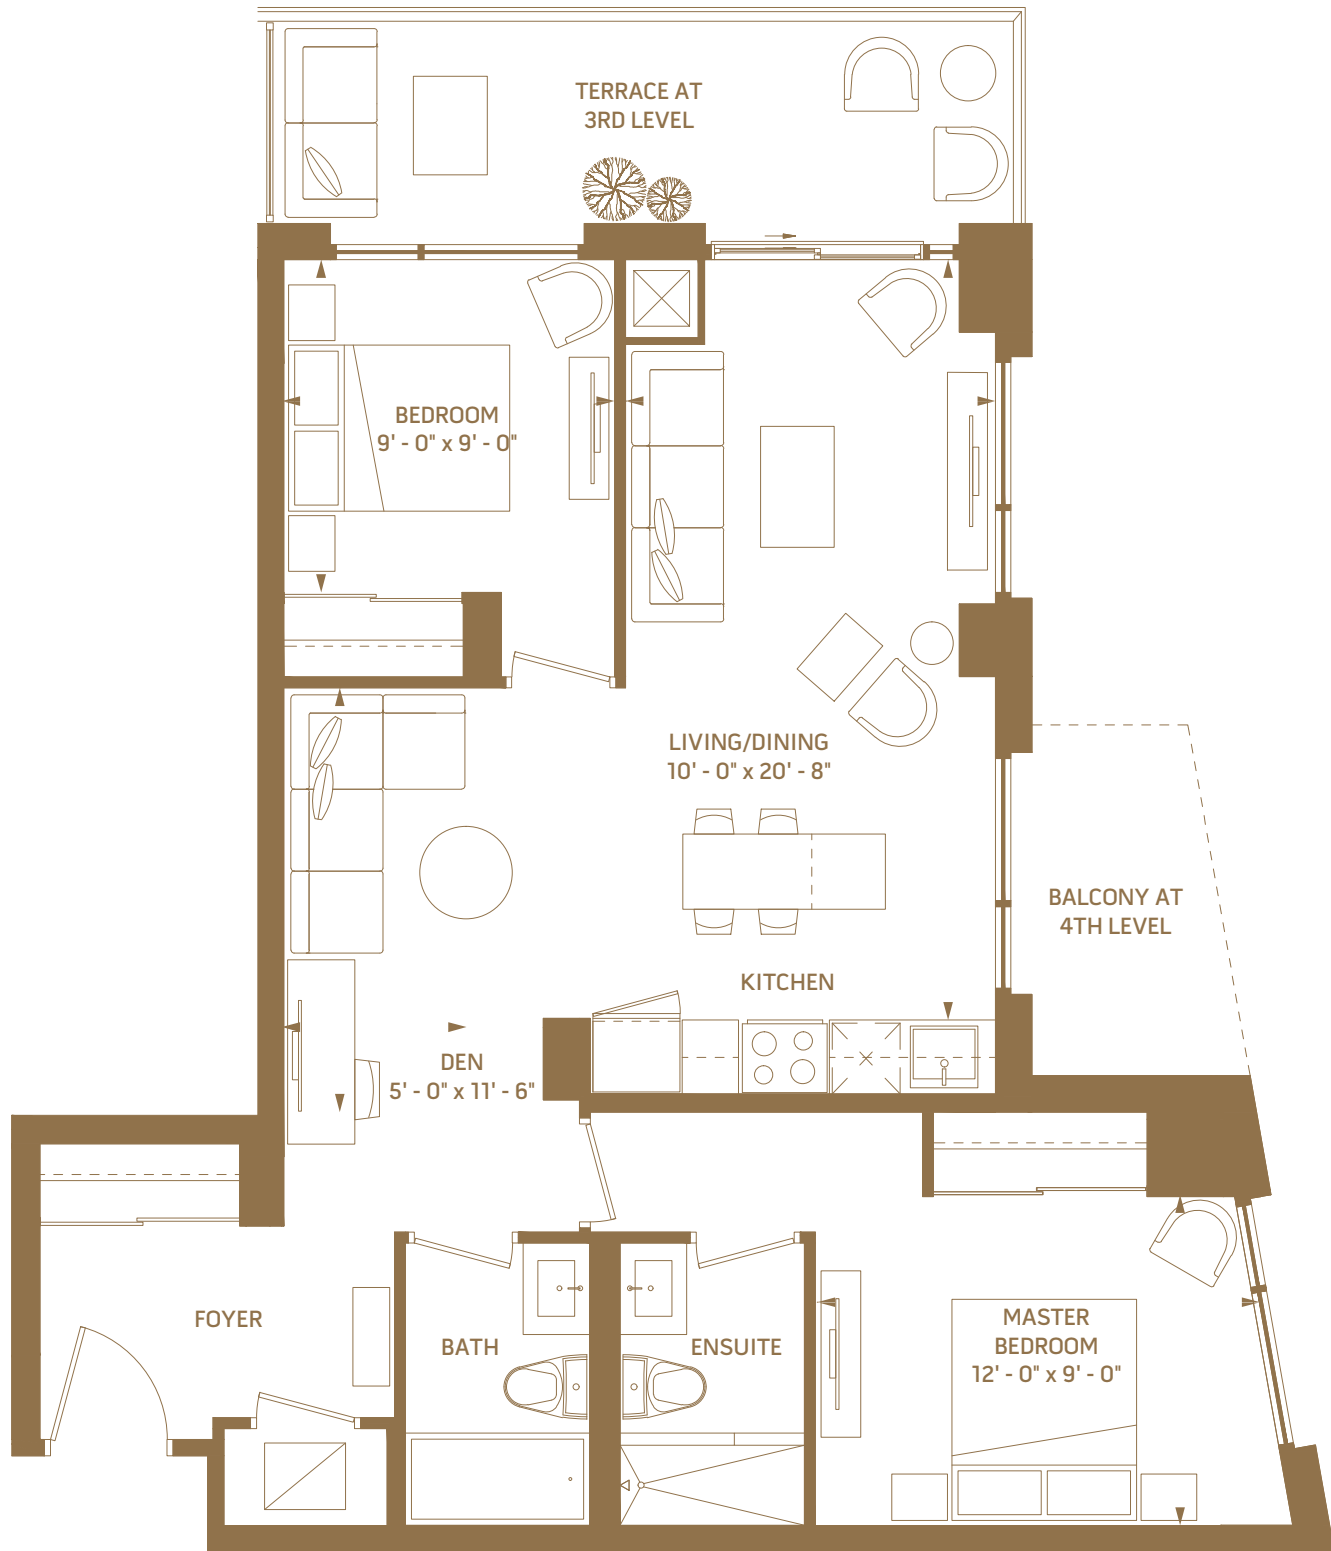 TERRACE AT
3RD LEVEL
BEDROOM
9' - 0" x 9' - 0"
LIVING/DINING
10' - 0" x 20' - 8"
BALCONY AT
4TH LEVEL
KITCHEN
DEN
5' - 0" x 11' - 6"
FOYER
BATH
ENSUITE
MASTER
BEDROOM
12' - 0" x 9' - 0"